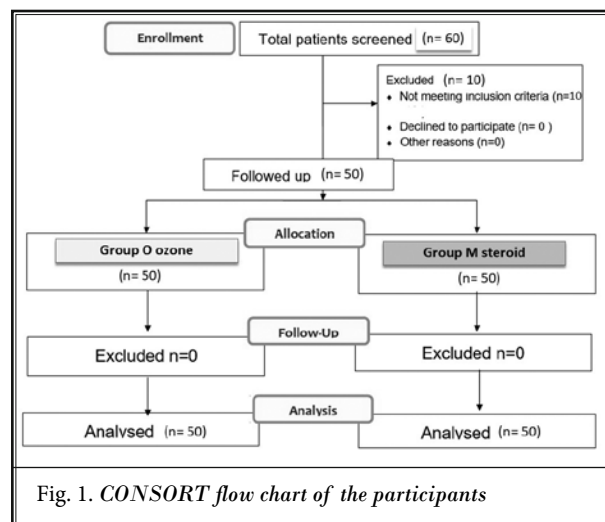 Enrollment
Total patients screened (n= 60)
Excluded (n= 10)
♦ Not meeting inclusion criteria (n=10
♦ Declined to participate (n= 0 )
♦ Other reasons (n=0)
Followed up (n= 50)
Allocation
Group O ozone
(n= 50)
Group M steroid
(n= 50)
Follow-Up
Excluded n=0
Excluded n=0
Analysis
Analysed (n= 50)
Analysed (n= 50)
Fig. 1. CONSORT flow chart of the participants